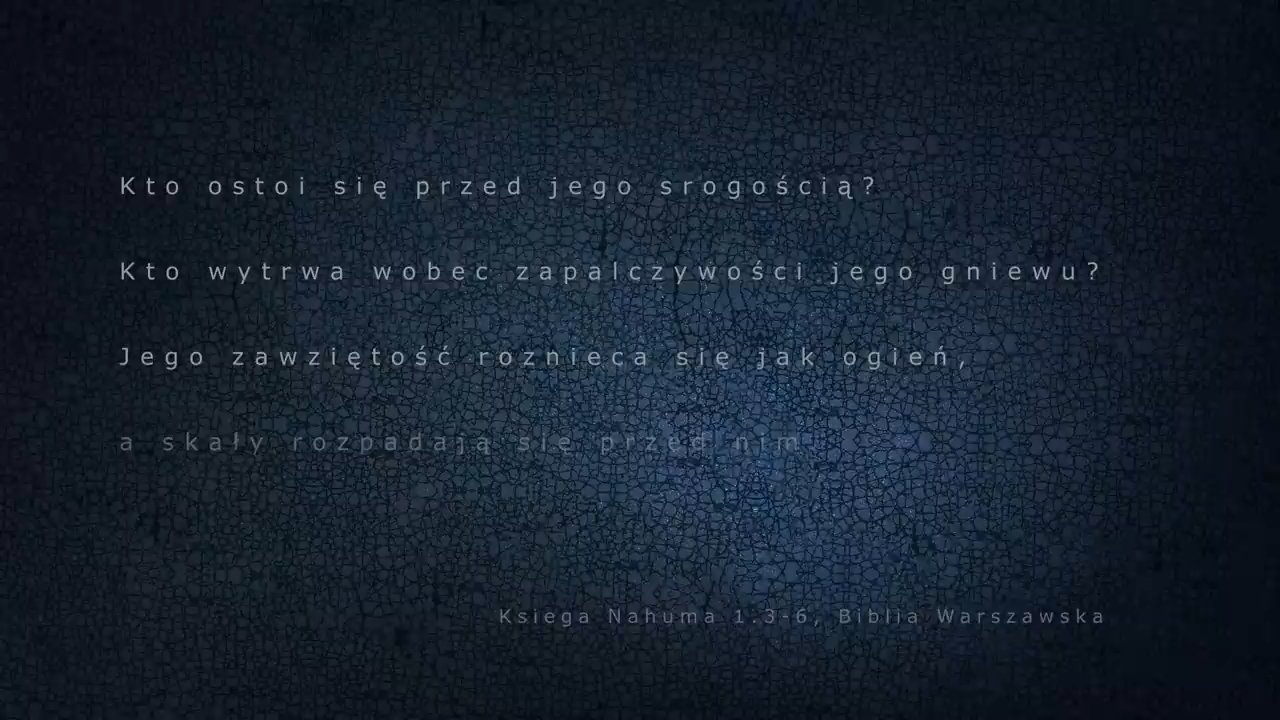 Kto ostoi się przed jego srogością?
Kto wytrwa wobec zapalczywości jego gniewu?
Jego zawziętość roznieca się jak ogień,
a skały rozpadają się przed nim.
Księga Nahuma 1.3-6, Biblia Warszawska